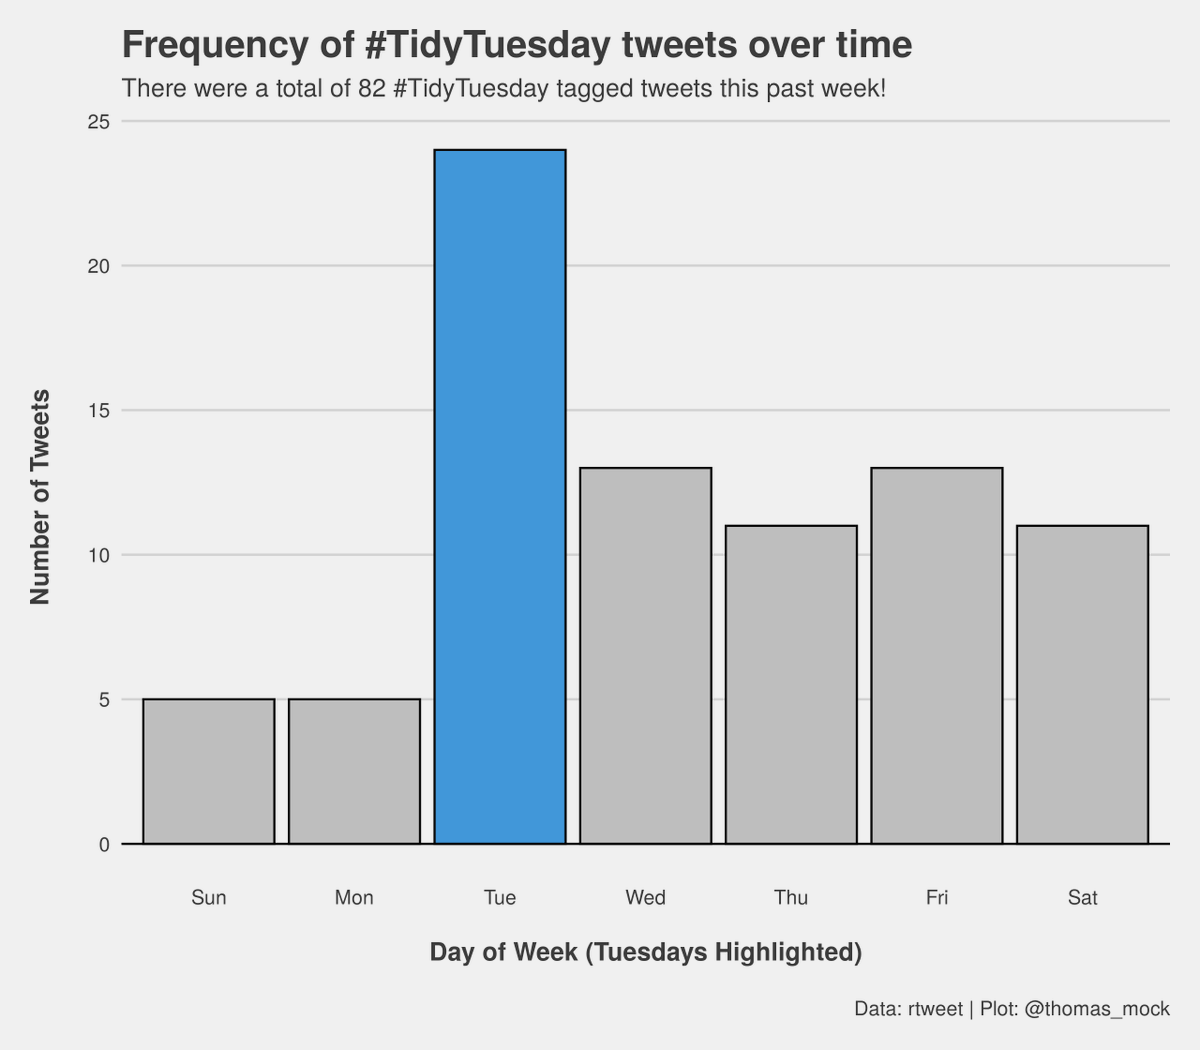 Frequency of #TidyTuesday tweets over time
There were a total of 82 #TidyTuesday tagged tweets this past week!
25
20
15
10
5
0
Number of Tweets
Sun Mon Tue Wed Thu Fri Sat
Day of Week (Tuesdays Highlighted)
Data: rtweet | Plot: @thomas_mock